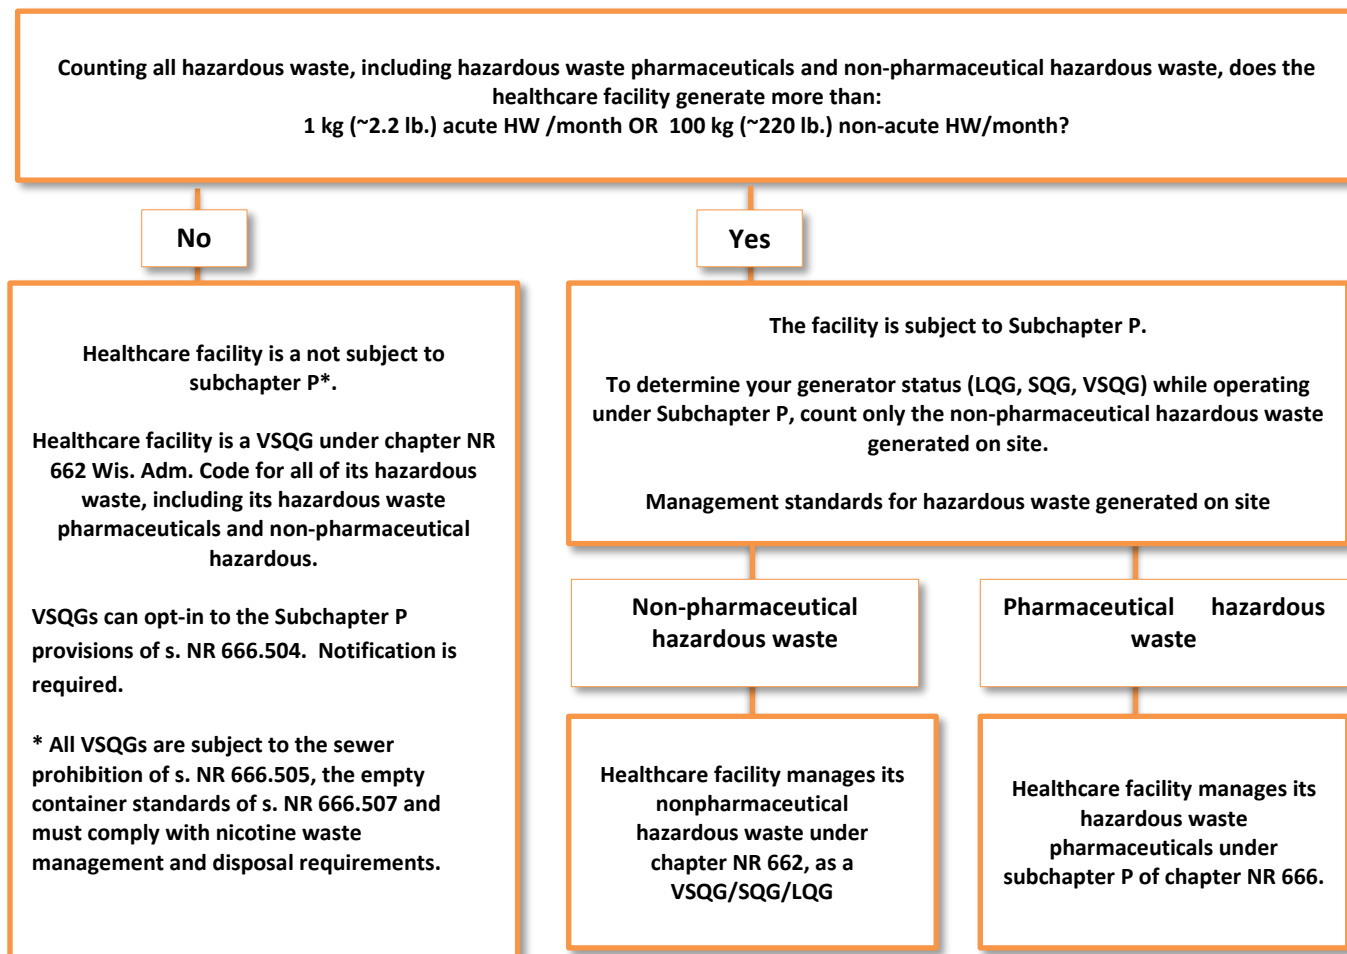 Counting all hazardous waste, including hazardous waste pharmaceuticals and non-pharmaceutical hazardous waste, does the
healthcare facility generate more than:
1 kg (~2.2 lb.) acute HW /month OR 100 kg (~220 lb.) non-acute HW/month?
No
Yes
Healthcare facility is a not subject to
subchapter P*.
Healthcare facility is a VSQG under chapter NR
662 Wis. Adm. Code for all of its hazardous
waste, including its hazardous waste
pharmaceuticals and non-pharmaceutical
hazardous.
VSQGs can opt-in to the Subchapter P
provisions of s. NR 666.504. Notification is
required.
* All VSQGs are subject to the sewer
prohibition of s. NR 666.505, the empty
container standards of s. NR 666.507 and
must comply with nicotine waste
management and disposal requirements.
The facility is subject to Subchapter P.
To determine your generator status (LQG, SQG, VSQG) while operating
under Subchapter P, count only the non-pharmaceutical hazardous waste
generated on site.
Management standards for hazardous waste generated on site
Non-pharmaceutical
hazardous waste
Pharmaceutical hazardous
waste
Healthcare facility manages its
nonpharmaceutical
hazardous waste under
chapter NR 662, as a
VSQG/SQG/LQG
Healthcare facility manages its
hazardous waste
pharmaceuticals under
subchapter P of chapter NR 666.